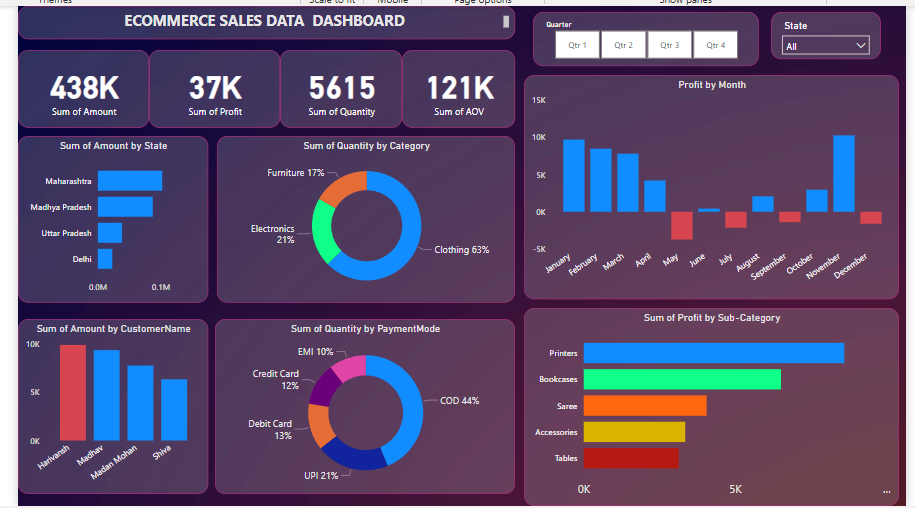 Themes
Scale to fit
Mobile
Page options
Show panes
ECOMMERCE SALES DATA DASHBOARD
Quarter
Qtr 1
Qtr 2
Qtr 3
Qtr 4
State
All
438K
Sum of Amount
37K
Sum of Profit
5615
Sum of Quantity
121K
Sum of AOV
Sum of Amount by State
Maharashtra
Madhya Pradesh
Uttar Pradesh
Delhi
0.0M
0.1M
Sum of Quantity by Category
Furniture 17%
Electronics
21%
Clothing 63%
Profit by Month
15K
10K
5K
0K
-5K
January
February
March
April
May
June
July
August
September
October
November
December
Sum of Amount by CustomerName
10K
5K
0K
Harivansh
Madhav
Madan Mohan
Shiva
Sum of Quantity by PaymentMode
EMI 10%
Credit Card
12%
Debit Card
13%
UPI 21%
COD 44%
Sum of Profit by Sub-Category
Printers
Bookcases
Saree
Accessories
Tables
0K
5K
...